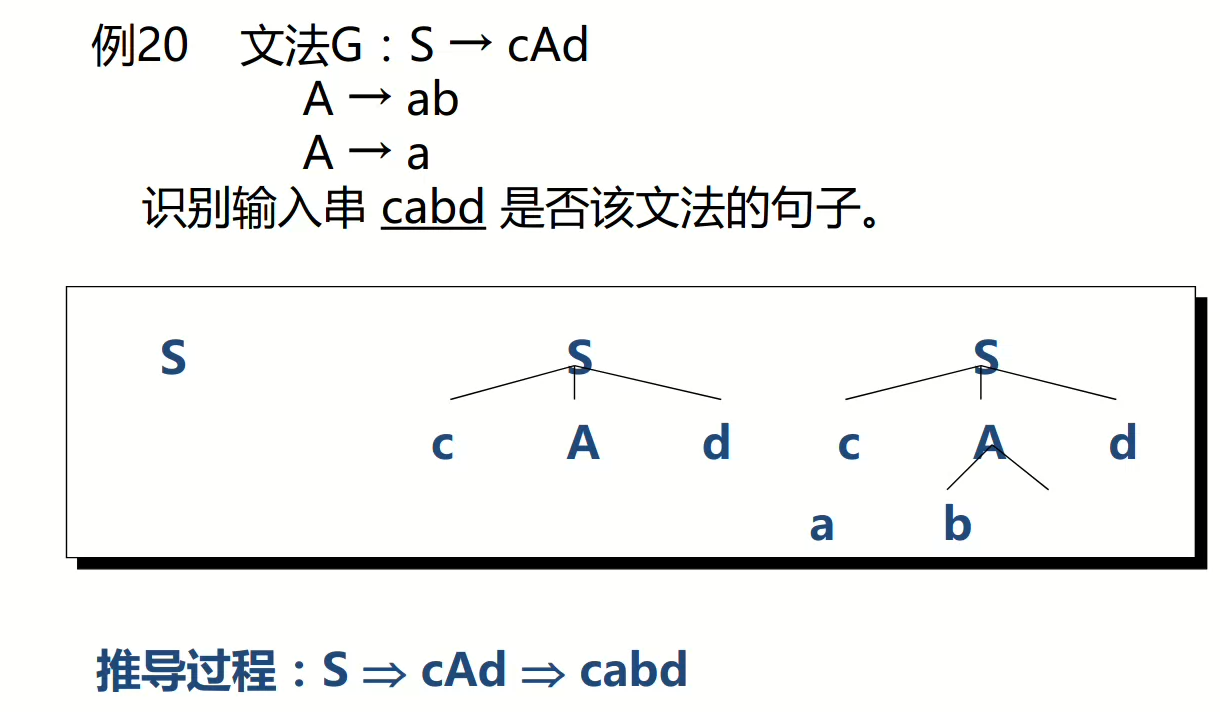 例20 文法G：S → cAd
A → ab
A → a
识别输入串 cabd 是否该文法的句子。
S S S
c A d c A d
a b
推导过程：S ⇒ cAd ⇒ cabd